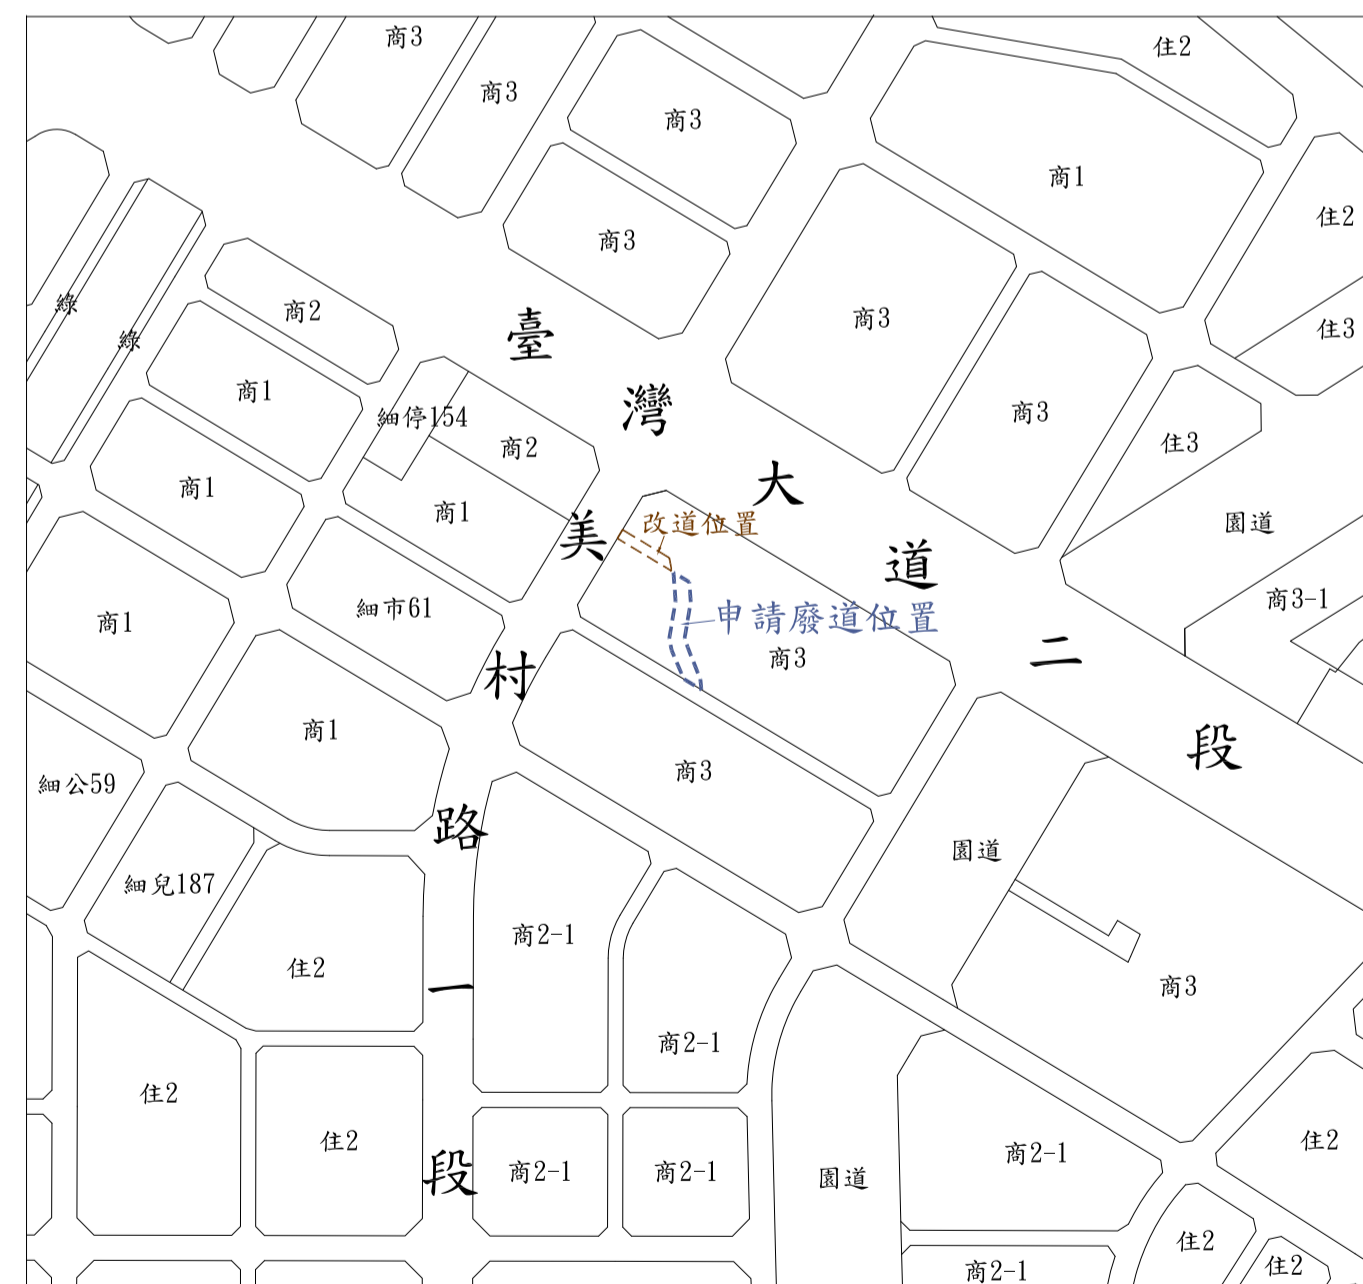 商3
住2
商3
商3
商1
住2
商3
綠
商2
商3
住3
綠
臺
灣
大
道
二
段
商1
細停154
商2
商3
住3
商1
商1
美
村
路
一
段
改道位置
園道
申請廢道位置
商3-1
細市61
商1
商3
商1
商3
細公59
園道
細兒187
商2-1
住2
商3
商2-1
住2
住2
住2
商2-1
商2-1
商2-1
園道
住2
商2-1
住2